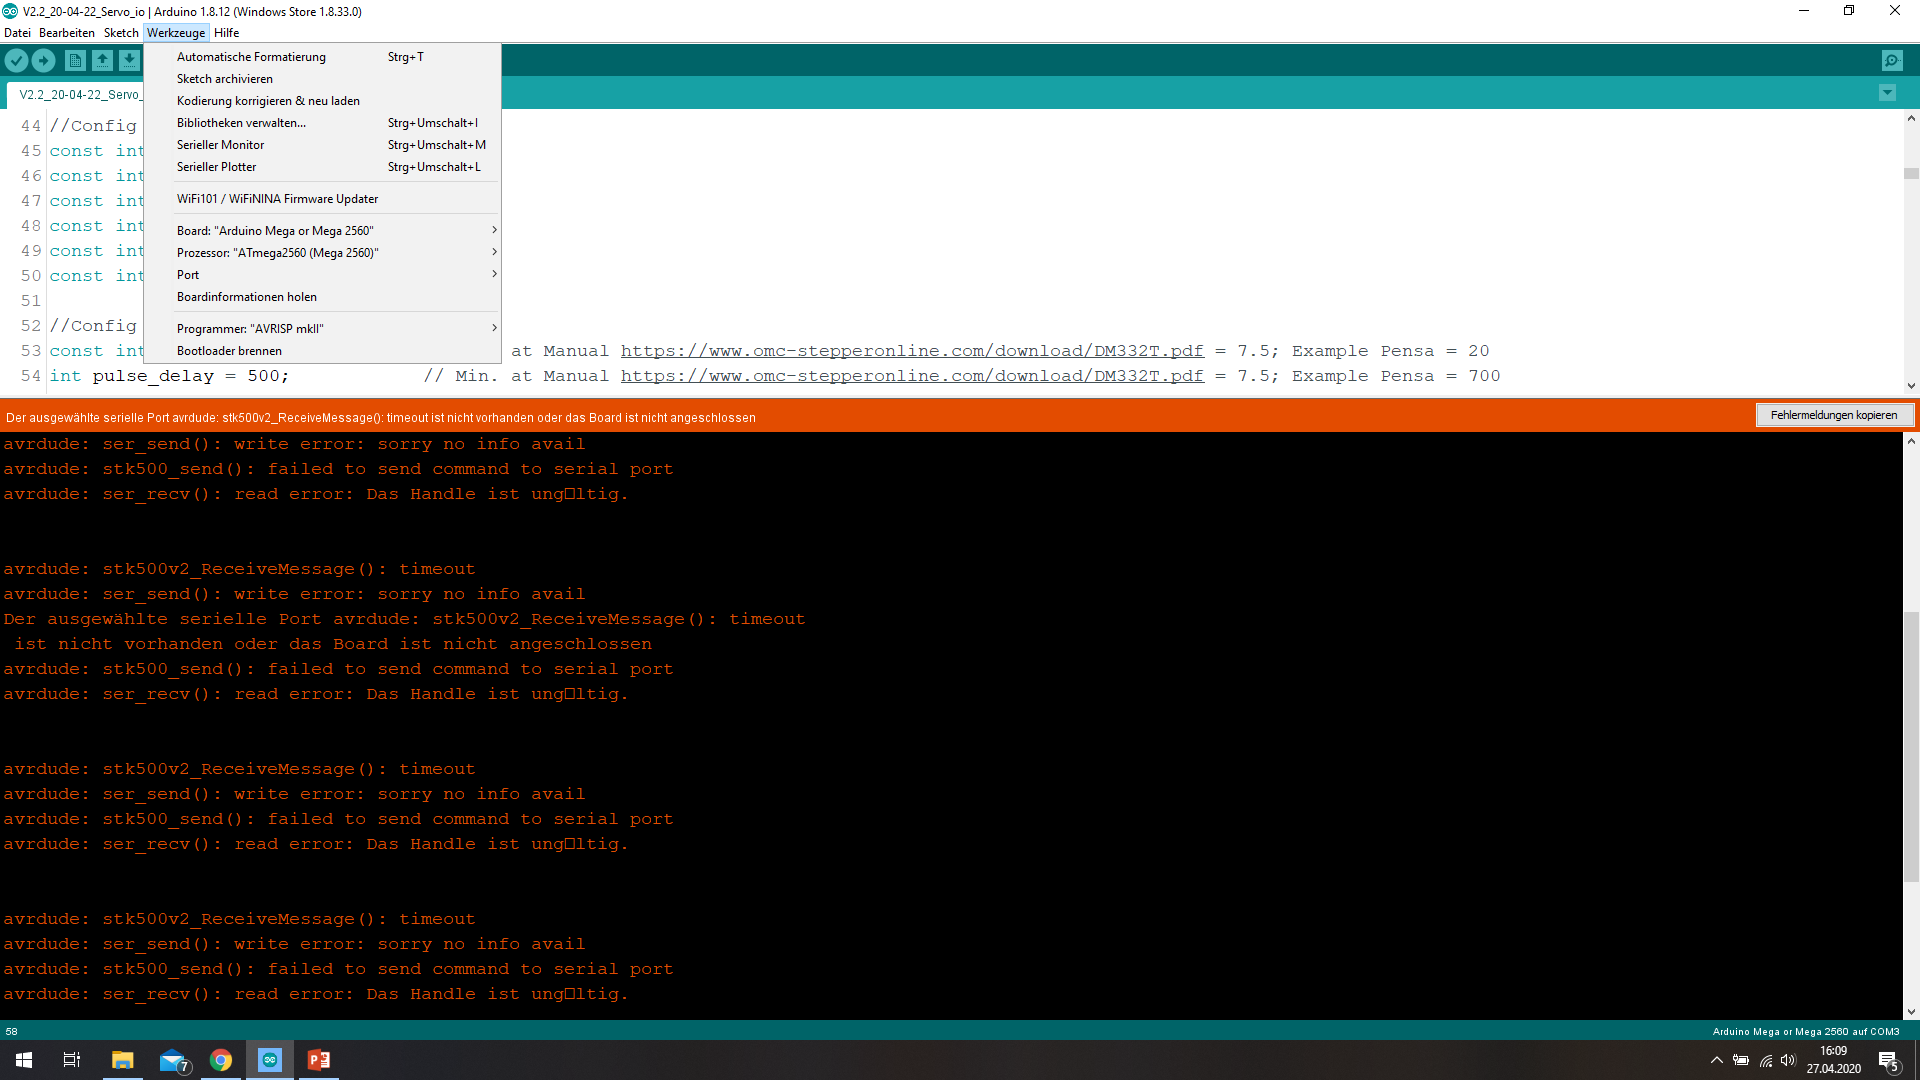 V2.2_20-04-22_Servo_io | Arduino 1.8.12 (Windows Store 1.8.33.0)
Datei Bearbeiten Sketch Werkzeuge Hilfe
Automatische Formatierung Strg+T
Sketch archivieren
Kodierung korrigieren & neu laden
Bibliotheken verwalten... Strg+Umschalt+I
Serieller Monitor Strg+Umschalt+M
Serieller Plotter Strg+Umschalt+L
WiFi101 / WiFiNINA Firmware Updater
Board: "Arduino Mega or Mega 2560"
Prozessor: "ATmega2560 (Mega 2560)"
Port
Boardinformationen holen
Programmer: "AVRISP mkII"
Bootloader brennen
V2.2_20-04-22_Servo_
44 //Config
45 const int
46 const int
47 const int
48 const int
49 const int
50 const int
51
52 //Config
53 const int at Manual https://www.omc-stepperonline.com/download/DM332T.pdf = 7.5; Example Pensa = 20
54 int pulse_delay = 500; // Min. at Manual https://www.omc-stepperonline.com/download/DM332T.pdf = 7.5; Example Pensa = 700
Der ausgewählte serielle Port avrdude: stk500v2_ReceiveMessage(): timeout ist nicht vorhanden oder das Board ist nicht angeschlossen
Fehlermeldungen kopieren
avrdude: ser_send(): write error: sorry no info avail
avrdude: stk500_send(): failed to send command to serial port
avrdude: ser_recv(): read error: Das Handle ist ung□ltig.
avrdude: stk500v2_ReceiveMessage(): timeout
avrdude: ser_send(): write error: sorry no info avail
Der ausgewählte serielle Port avrdude: stk500v2_ReceiveMessage(): timeout
ist nicht vorhanden oder das Board ist nicht angeschlossen
avrdude: stk500_send(): failed to send command to serial port
avrdude: ser_recv(): read error: Das Handle ist ung□ltig.
avrdude: stk500v2_ReceiveMessage(): timeout
avrdude: ser_send(): write error: sorry no info avail
avrdude: stk500_send(): failed to send command to serial port
avrdude: ser_recv(): read error: Das Handle ist ung□ltig.
avrdude: stk500v2_ReceiveMessage(): timeout
avrdude: ser_send(): write error: sorry no info avail
avrdude: stk500_send(): failed to send command to serial port
avrdude: ser_recv(): read error: Das Handle ist ung□ltig.
58 Arduino Mega or Mega 2560 auf COM3
7
16:09
27.04.2020
5